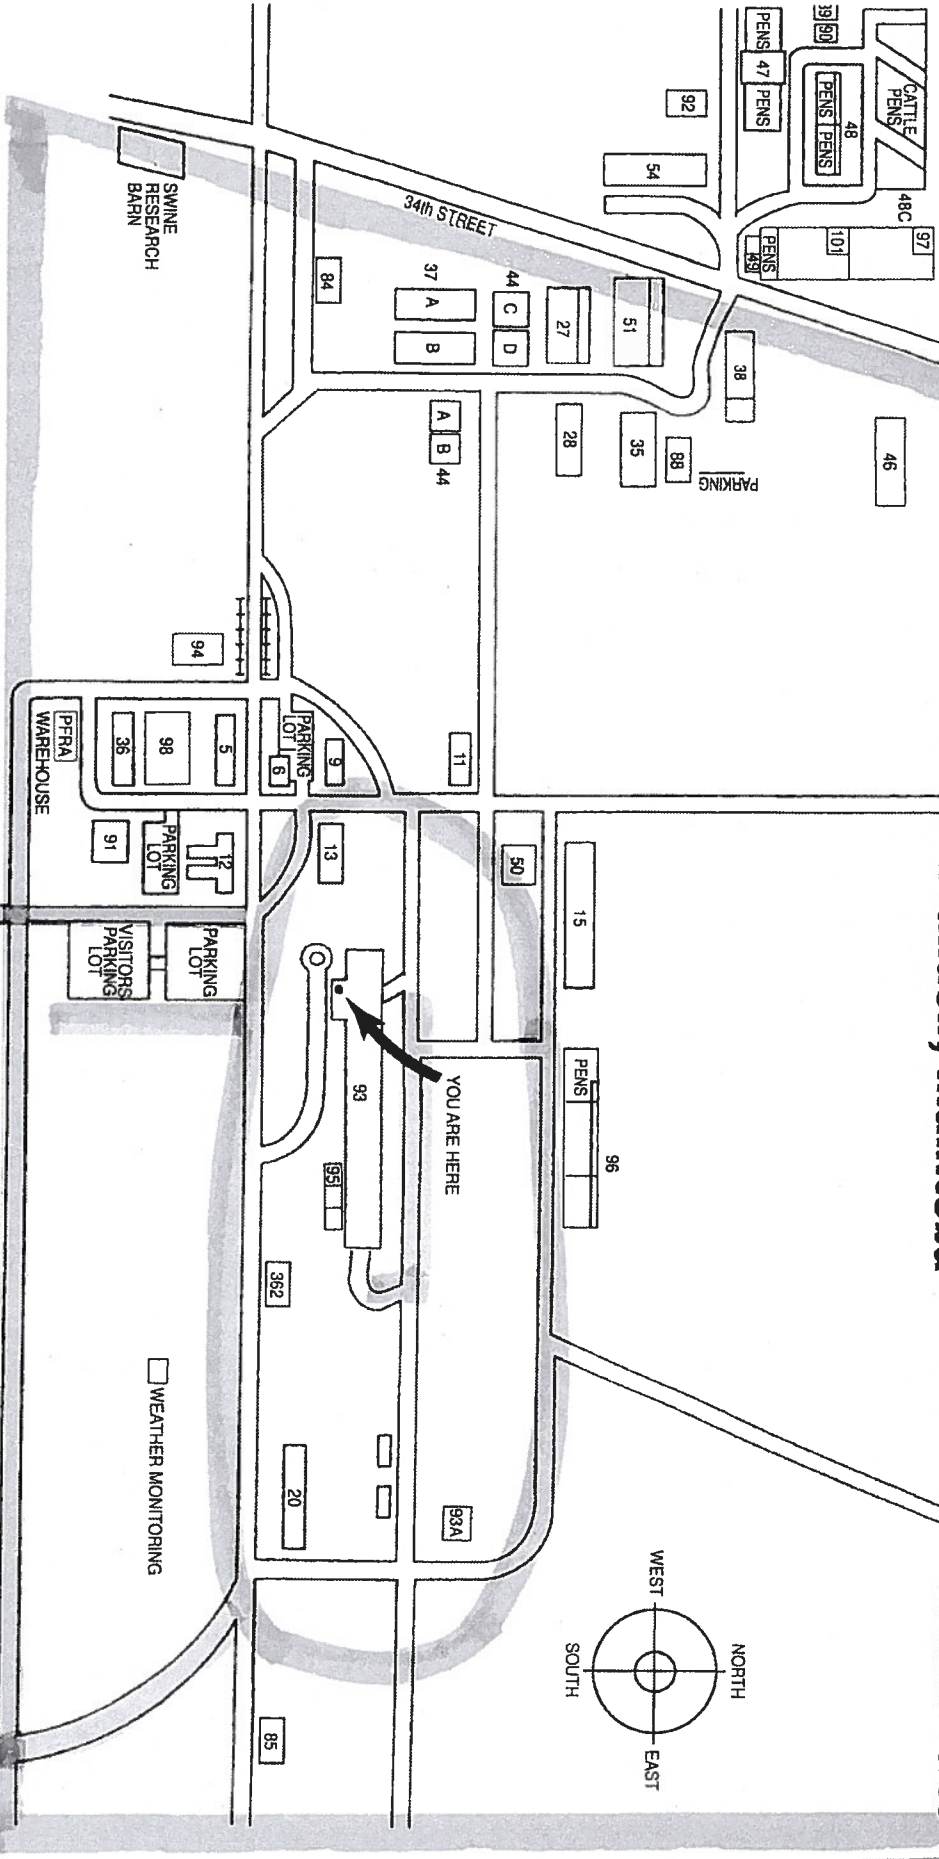 97
CATTLE
PENS
48C
46
48
101
PENS PENS
90
PENS 47 PENS
PENS
49
38
PARKING
NORTH
92
88
54
51
35
WEST
EAST
96
PENS
15
28
27
SOUTH
50
44
C
D
11
93A
YOU ARE HERE
A
B
44
37
A
B
93
9
13
95
84
PARKING
LOT
6
20
362
85
5
12
PARKING
LOT
94
98
PARKING
LOT
WEATHER MONITORING
SWINE
RESEARCH
BARN
36
91
VISITORS
PARKING
LOT
PFRA
WAREHOUSE
34th STREET